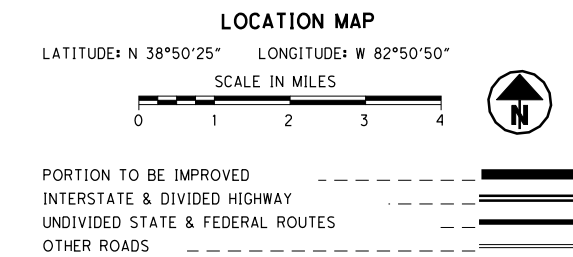 LOCATION MAP
LATITUDE: N 38°50'25" LONGITUDE: W 82°50'50"
SCALE IN MILES
0 1 2 3 4
N
PORTION TO BE IMPROVED
INTERSTATE & DIVIDED HIGHWAY
UNDIVIDED STATE & FEDERAL ROUTES
OTHER ROADS